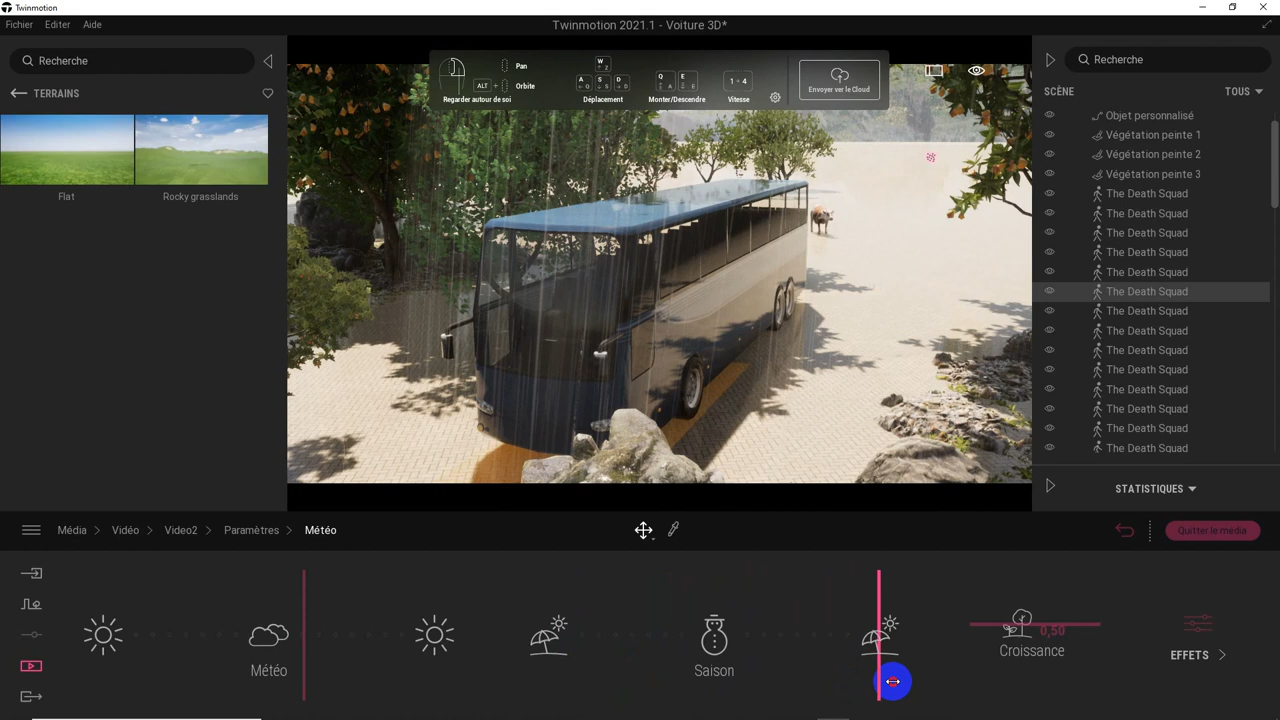 Twinmotion
Fichier Editer Aide
Twinmotion 2021.1 - Voiture 3D*
Recherche
TERRAINS
Flat
Rocky grasslands
Pan
ALT + Orbite
Regarder autour de soi
W
Z
A
Q
S
S
D
D
Déplacement
Q
A
E
E
Monter/Descendre
1 - 4
Vitesse
Envoyer ver le Cloud
Recherche
SCÈNE
TOUS
Objet personnalisé
Végétation peinte 1
Végétation peinte 2
Végétation peinte 3
The Death Squad
The Death Squad
The Death Squad
The Death Squad
The Death Squad
The Death Squad
The Death Squad
The Death Squad
The Death Squad
The Death Squad
The Death Squad
The Death Squad
The Death Squad
The Death Squad
STATISTIQUES
Média > Vidéo > Video2 > Paramètres > Météo
Quitter le média
Météo
Saison
0,50
Croissance
EFFETS